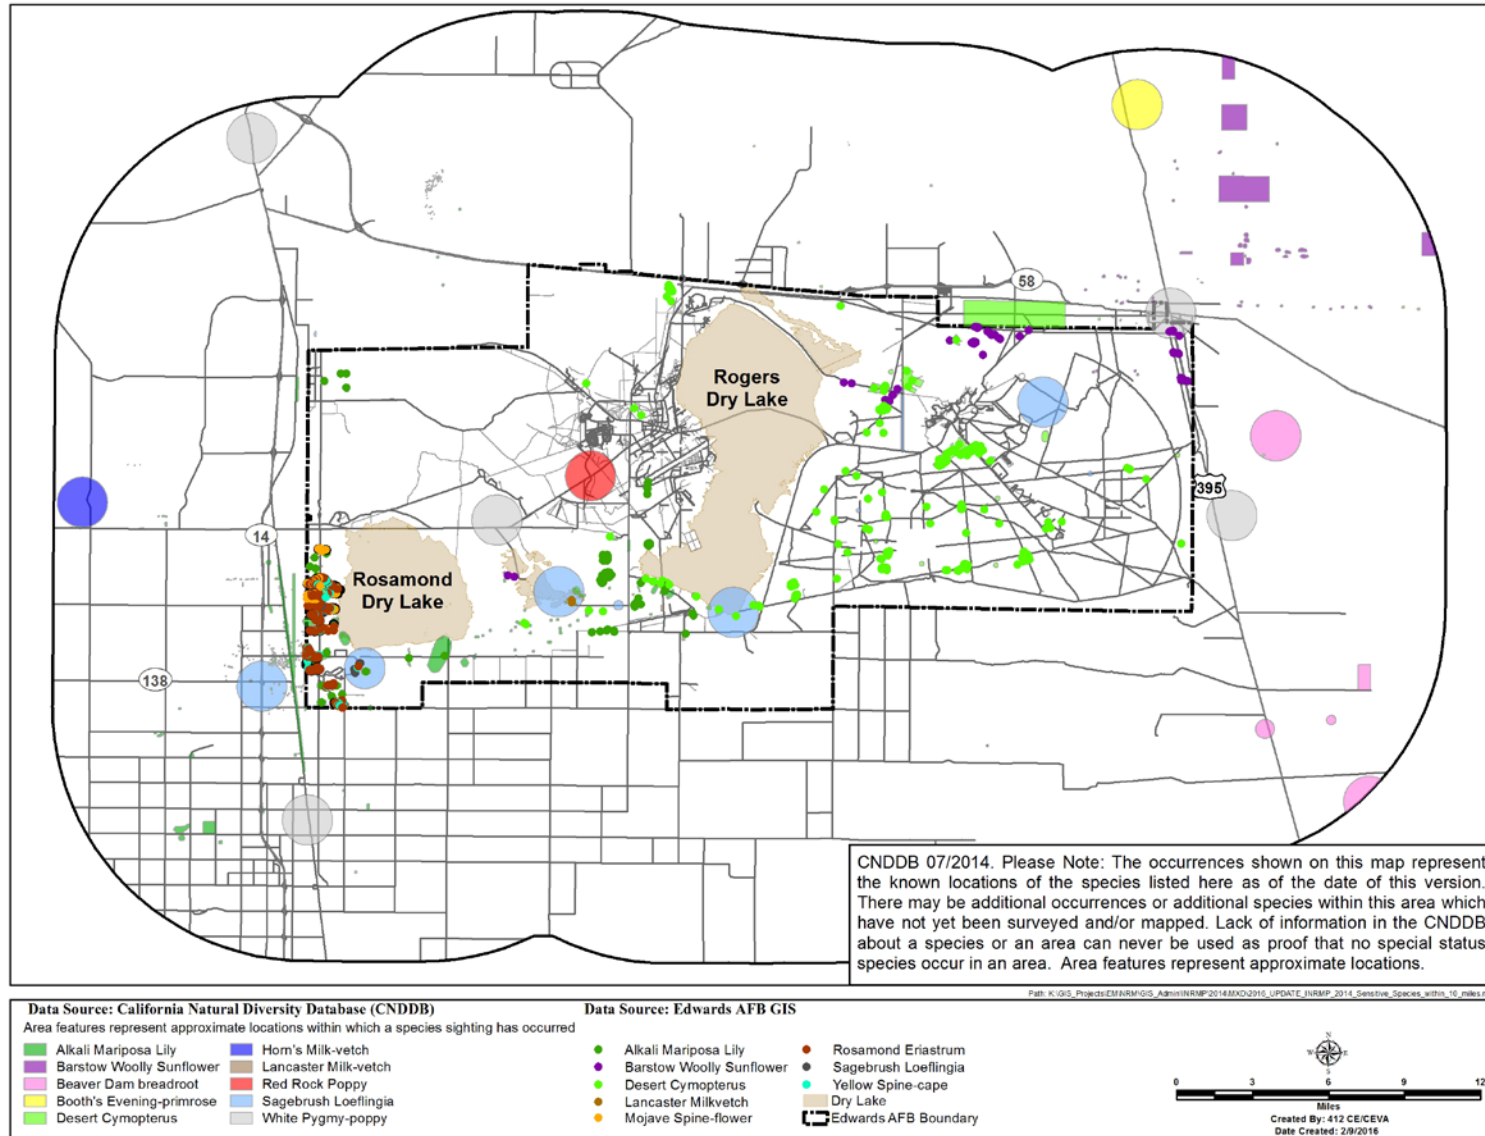 58
Rogers
Dry Lake
395
14
Rosamond
Dry Lake
138
CNDDB 07/2014. Please Note: The occurrences shown on this map represent
the known locations of the species listed here as of the date of this version.
There may be additional occurrences or additional species within this area which
have not yet been surveyed and/or mapped. Lack of information in the CNDDB
about a species or an area can never be used as proof that no special status
species occur in an area. Area features represent approximate locations.
Data Source: California Natural Diversity Database (CNDDB)
Area features represent approximate locations within which a species sighting has occurred
Alkali Mariposa Lily
Barstow Woolly Sunflower
Beaver Dam breadroot
Booth's Evening-primrose
Desert Cymopterus
Horn's Milk-vetch
Lancaster Milk-vetch
Red Rock Poppy
Sagebrush Loeflingia
White Pygmy-poppy
Data Source: Edwards AFB GIS
Alkali Mariposa Lily
Barstow Woolly Sunflower
Desert Cymopterus
Lancaster Milkvetch
Mojave Spine-flower
Rosamond Eriastrum
Sagebrush Loeflingia
Yellow Spine-cape
Dry Lake
Edwards AFB Boundary
N
W E
S
0 3 6 9 12
Miles
Created By: 412 CE/CEVA
Date Created: 2/9/2016